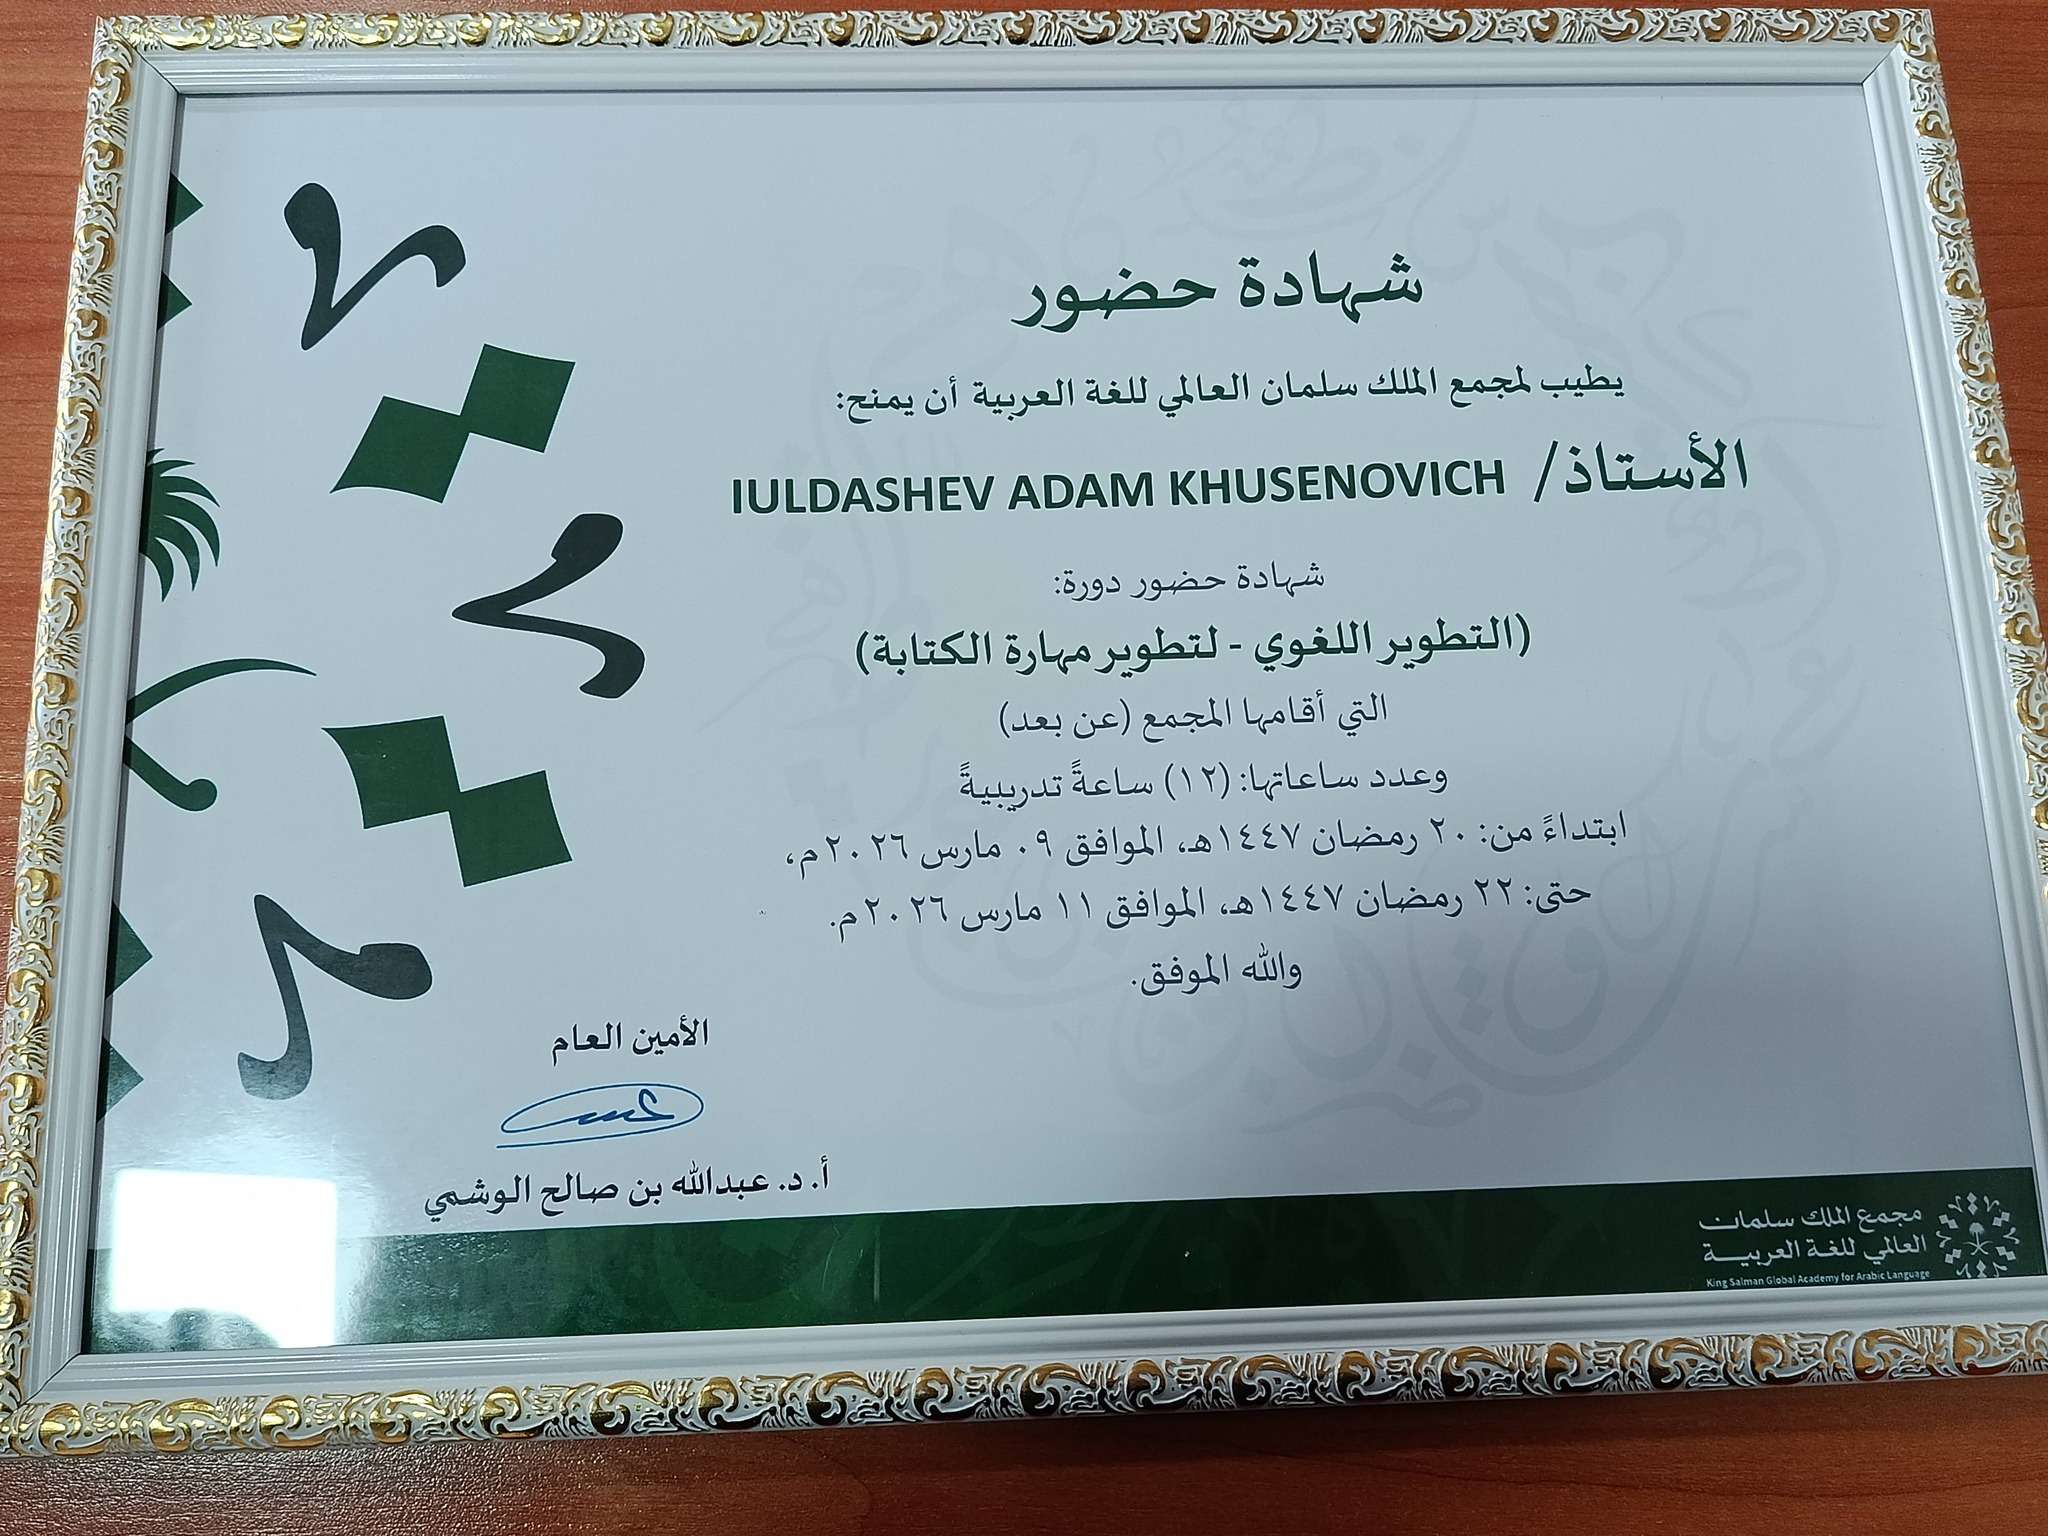 شهادة حضور
يطيب لمجمع الملك سلمان العالمي للغة العربية أن يمنح:
الأستاذ/ IULDASHEV ADAM KHUSENOVICH
شهادة حضور دورة:
(التطوير اللغوي - لتطوير مهارة الكتابة)
التي أقامها المجمع (عن بعد)
وعدد ساعاتها: (١٢) ساعةً تدريبيةً
ابتداءً من: ٢٠ رمضان ١٤٤٧هـ، الموافق ٠٩ مارس ٢٠٢٦م،
حتى: ٢٢ رمضان ١٤٤٧هـ، الموافق ١١ مارس ٢٠٢٦م.
والله الموفق.
الأمين العام
أ. د. عبدالله بن صالح الوشمي
مجمع الملك سلمان
العالمي للغة العربية
King Salman Global Academy for Arabic Language